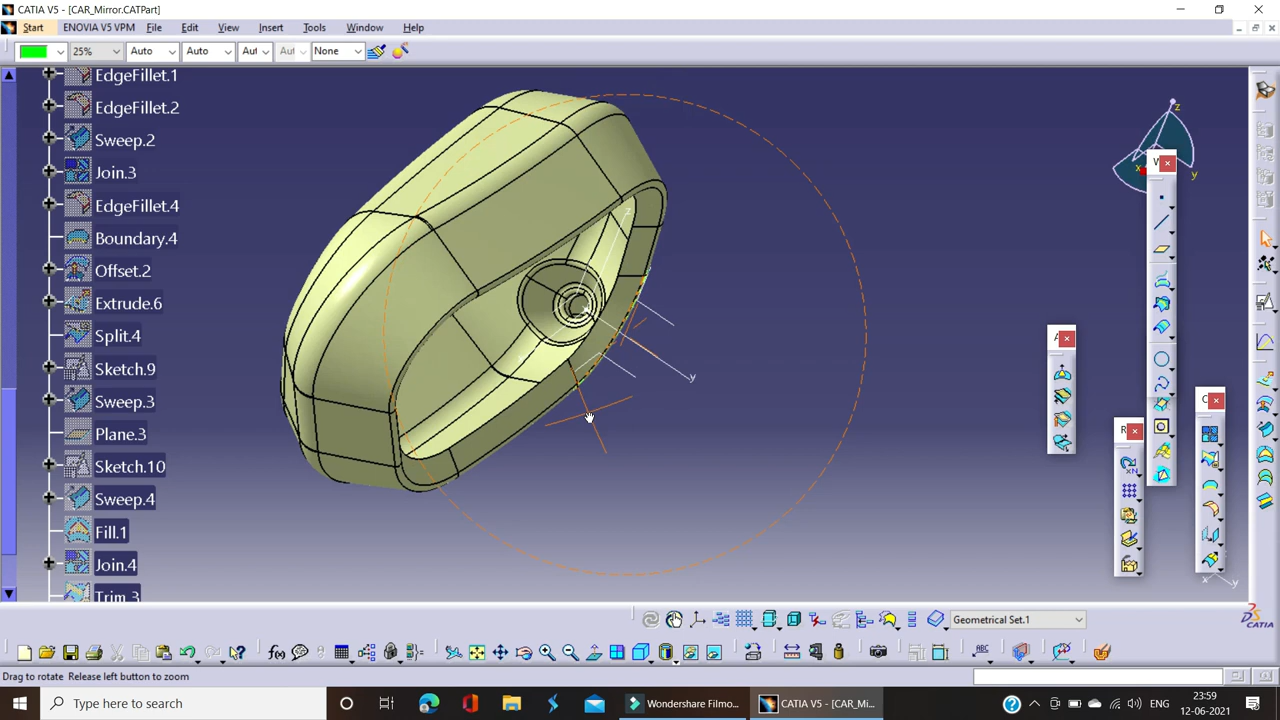 CATIA V5 - [CAR_Mirror.CATPart]
Start ENOVIA V5 VPM File Edit View Insert Tools Window Help
25% Auto Auto Aut Aut None
EdgeFillet.1
EdgeFillet.2
Sweep.2
Join.3
EdgeFillet.4
Boundary.4
Offset.2
Extrude.6
Split.4
Sketch.9
Sweep.3
Plane.3
Sketch.10
Sweep.4
Fill.1
Join.4
Trim.3
z
y
z
x
y
W
A
R
C
x
y
Geometrical Set.1
f(x)
ABC
CATIA
Drag to rotate Release left button to zoom
Type here to search
Wondershare Filmo...
CATIA V5 - [CAR_Mi...
ENG
23:59
12-06-2021